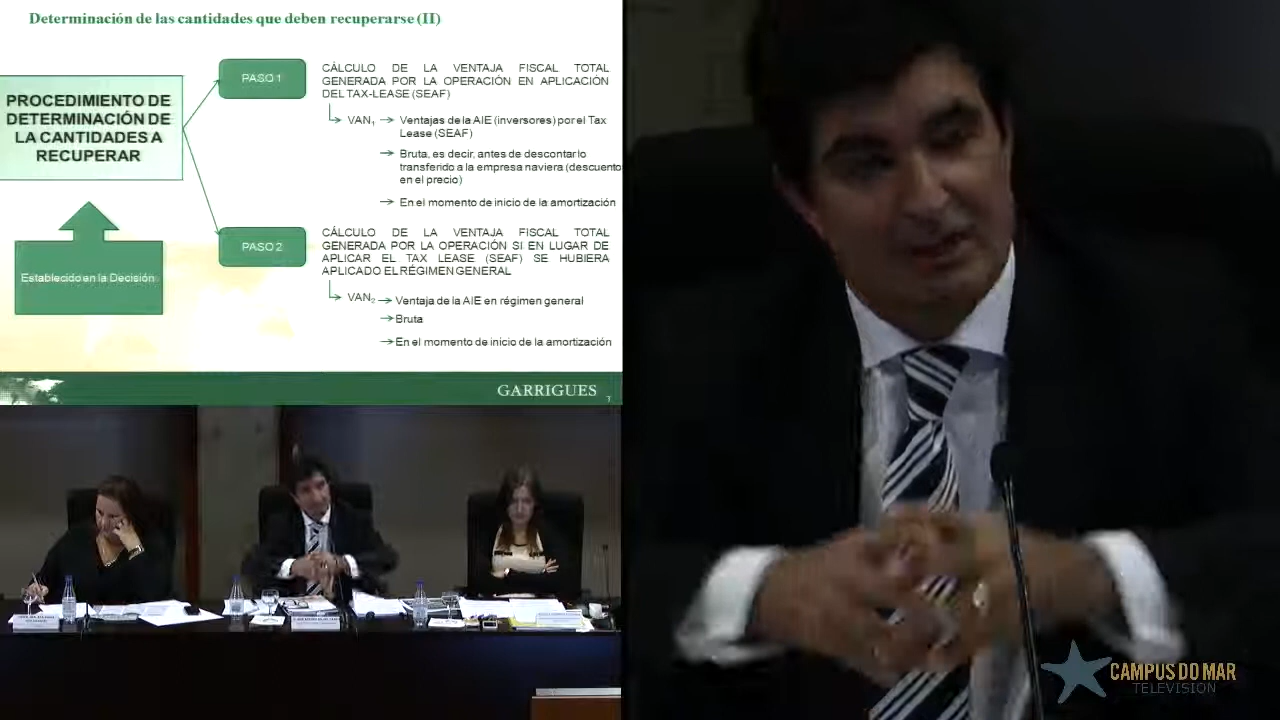 Determinación de las cantidades que deben recuperarse (II)
PROCEDIMIENTO DE
DETERMINACIÓN DE
LA CANTIDADES A
RECUPERAR
Establecido en la Decisión
PASO 1
CÁLCULO DE LA VENTAJA FISCAL TOTAL
GENERADA POR LA OPERACIÓN EN APLICACIÓN
DEL TAX-LEASE (SEAF)
VAN1
Ventajas de la AIE (inversores) por el Tax
Lease (SEAF)
Bruta, es decir, antes de descontar lo
transferido a la empresa naviera (descuento
en el precio)
En el momento de inicio de la amortización
PASO 2
CÁLCULO DE LA VENTAJA FISCAL TOTAL
GENERADA POR LA OPERACIÓN SI EN LUGAR DE
APLICAR EL TAX LEASE (SEAF) SE HUBIERA
APLICADO EL RÉGIMEN GENERAL
VAN2
Ventaja de la AIE en régimen general
Bruta
En el momento de inicio de la amortización
GARRIGUES
CAMPUS DO MAR
TELEVISION